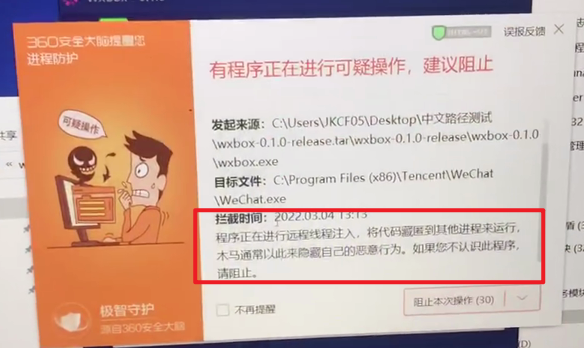 360安全大脑提醒您
进程防护
误报反馈
有程序正在进行可疑操作，建议阻止
可疑操作
发起来源：C:\Users\JKCF05\Desktop\中文路径测试
\wxbox-0.1.0-release.tar\wxbox-0.1.0-release\wxbox-0.1.0
\wxbox.exe
目标文件：C:\Program Files (x86)\Tencent\WeChat
\WeChat.exe
拦截时间：2022.03.04 13:13
程序正在进行远程线程注入，将代码藏匿到其他进程来运行，
木马通常以此来隐藏自己的恶意行为。如果您不认识此程序，
请阻止。
极智守护
源自360安全大脑
不再提醒
阻止本次操作 (30)
共享
管理
(D)